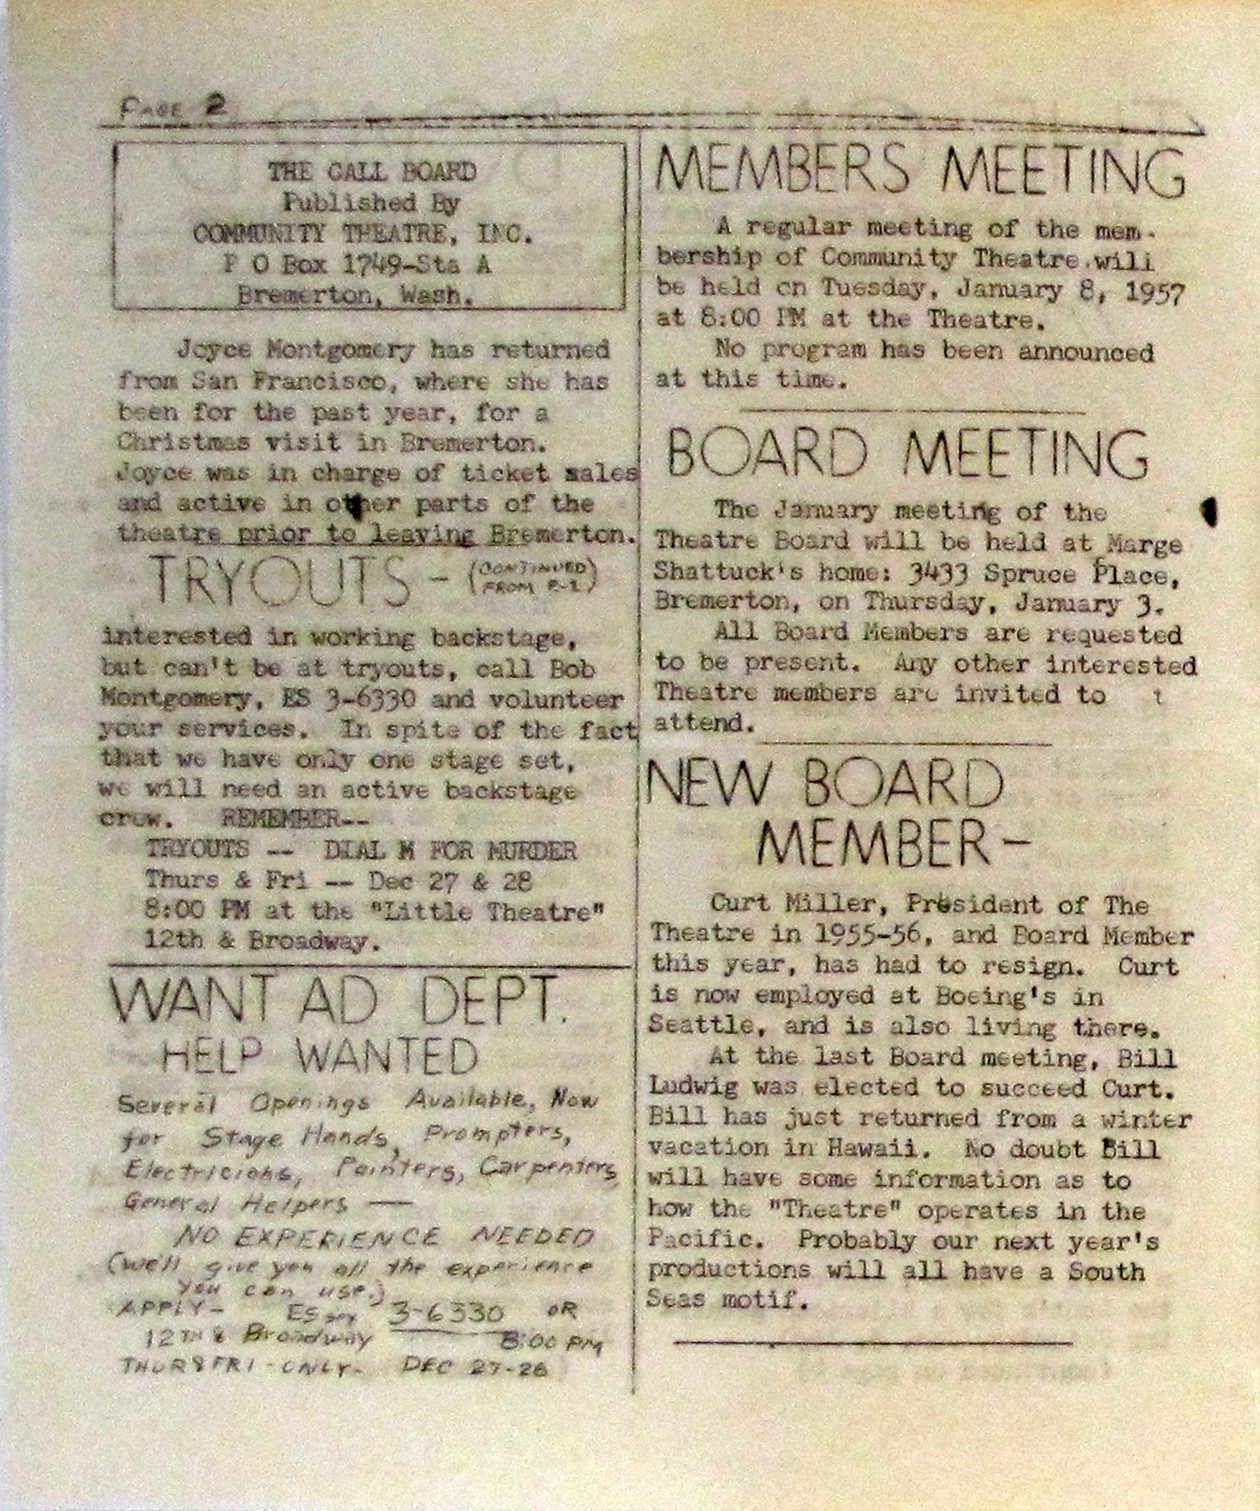 PAGE 2
THE CALL BOARD
Published By
COMMUNITY THEATRE, INC.
P O Box 1749-Sta A
Bremerton, Wash.
Joyce Montgomery has returned
from San Francisco, where she has
been for the past year, for a
Christmas visit in Bremerton.
Joyce was in charge of ticket sales
and active in other parts of the
theatre prior to leaving Bremerton.
TRYOUTS - (CONTINUED
FROM P-1)
interested in working backstage,
but can't be at tryouts, call Bob
Montgomery, ES 3-6330 and volunteer
your services. In spite of the fact
that we have only one stage set,
we will need an active backstage
crew. REMEMBER--
TRYOUTS -- DIAL M FOR MURDER
Thurs & Fri -- Dec 27 & 28
8:00 PM at the "Little Theatre"
12th & Broadway.
WANT AD DEPT.
HELP WANTED
Several Openings Available, Now
for Stage Hands, Prompters,
Electricians, Painters, Carpenters,
General Helpers —
NO EXPERIENCE NEEDED
(we'll give you all the experience
you can use.)
APPLY- ES 3-6330 OR
12TH & Broadway 8:00 PM
THUR & FRI - ONLY - DEC 27-28
MEMBERS MEETING
A regular meeting of the mem-
bership of Community Theatre will
be held on Tuesday, January 8, 1957
at 8:00 PM at the Theatre.
No program has been announced
at this time.
BOARD MEETING
The January meeting of the
Theatre Board will be held at Marge
Shattuck's home: 3433 Spruce Place,
Bremerton, on Thursday, January 3.
All Board Members are requested
to be present. Any other interested
Theatre members are invited to
attend.
NEW BOARD
MEMBER -
Curt Miller, President of The
Theatre in 1955-56, and Board Member
this year, has had to resign. Curt
is now employed at Boeing's in
Seattle, and is also living there.
At the last Board meeting, Bill
Ludwig was elected to succeed Curt.
Bill has just returned from a winter
vacation in Hawaii. No doubt Bill
will have some information as to
how the "Theatre" operates in the
Pacific. Probably our next year's
productions will all have a South
Seas motif.